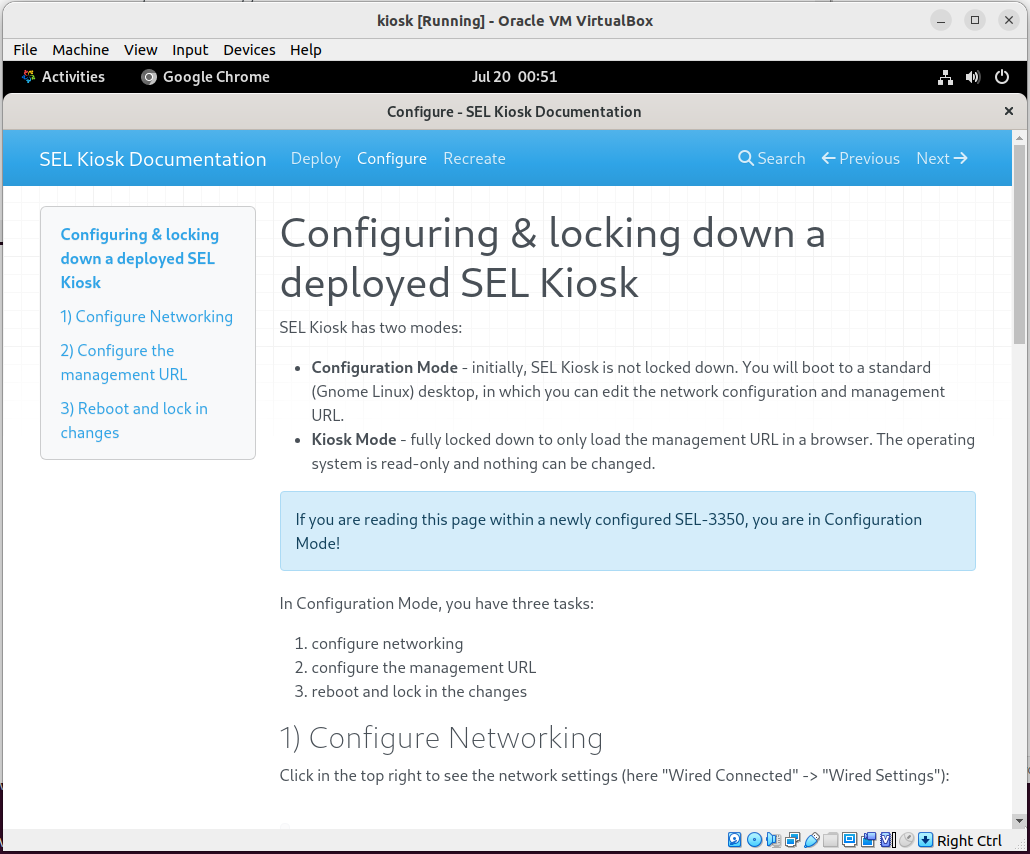 kiosk [Running] - Oracle VM VirtualBox
File Machine View Input Devices Help
Activities Google Chrome Jul 20 00:51
Configure - SEL Kiosk Documentation
SEL Kiosk Documentation Deploy Configure Recreate Search Previous Next
Configuring & locking
down a deployed SEL
Kiosk
1) Configure Networking
2) Configure the
management URL
3) Reboot and lock in
changes
Configuring & locking down a
deployed SEL Kiosk
SEL Kiosk has two modes:
• Configuration Mode - initially, SEL Kiosk is not locked down. You will boot to a standard
(Gnome Linux) desktop, in which you can edit the network configuration and management
URL.
• Kiosk Mode - fully locked down to only load the management URL in a browser. The operating
system is read-only and nothing can be changed.
If you are reading this page within a newly configured SEL-3350, you are in Configuration
Mode!
In Configuration Mode, you have three tasks:
1. configure networking
2. configure the management URL
3. reboot and lock in the changes
1) Configure Networking
Click in the top right to see the network settings (here "Wired Connected" -> "Wired Settings"):
Right Ctrl